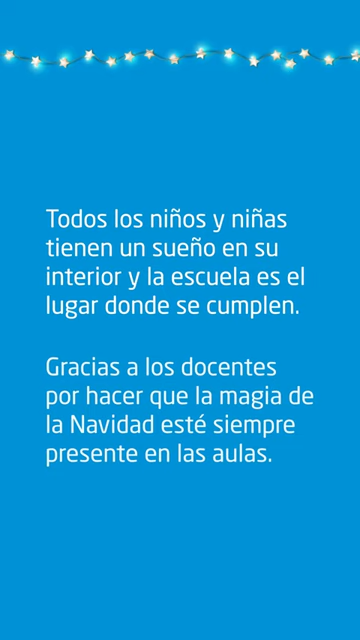 Todos los niños y niñas
tienen un sueño en su
interior y la escuela es el
lugar donde se cumplen.
Gracias a los docentes
por hacer que la magia de
la Navidad esté siempre
presente en las aulas.